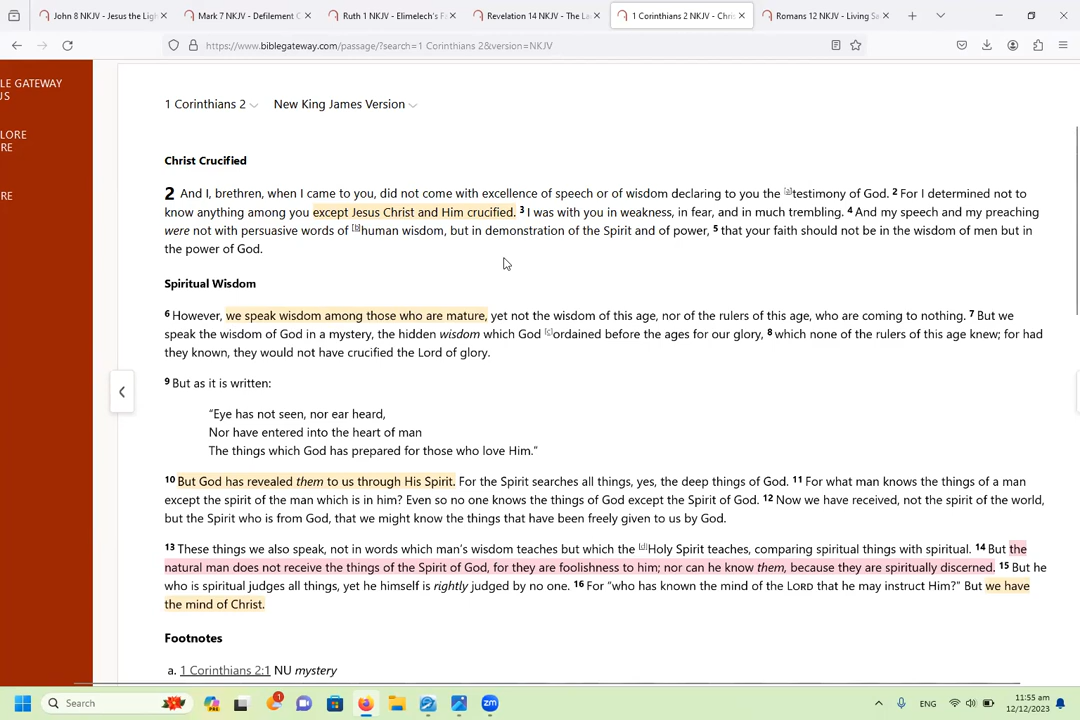 John 8 NKJV - Jesus the Ligh
Mark 7 NKJV - Defilement C
Ruth 1 NKJV - Elimelech's Fa
Revelation 14 NKJV - The La
1 Corinthians 2 NKJV - Chris
Romans 12 NKJV - Living Sa
https://www.biblegateway.com/passage/?search=1 Corinthians 2&version=NKJV
LE GATEWAY
US
LORE
RE
RE
1 Corinthians 2
New King James Version
Christ Crucified
2 And I, brethren, when I came to you, did not come with excellence of speech or of wisdom declaring to you the [a]testimony of God. 2 For I determined not to
know anything among you except Jesus Christ and Him crucified. 3 I was with you in weakness, in fear, and in much trembling. 4 And my speech and my preaching
were not with persuasive words of [b]human wisdom, but in demonstration of the Spirit and of power, 5 that your faith should not be in the wisdom of men but in
the power of God.
Spiritual Wisdom
6 However, we speak wisdom among those who are mature, yet not the wisdom of this age, nor of the rulers of this age, who are coming to nothing. 7 But we
speak the wisdom of God in a mystery, the hidden wisdom which God [c]ordained before the ages for our glory, 8 which none of the rulers of this age knew; for had
they known, they would not have crucified the Lord of glory.
9 But as it is written:
“Eye has not seen, nor ear heard,
Nor have entered into the heart of man
The things which God has prepared for those who love Him.”
10 But God has revealed them to us through His Spirit. For the Spirit searches all things, yes, the deep things of God. 11 For what man knows the things of a man
except the spirit of the man which is in him? Even so no one knows the things of God except the Spirit of God. 12 Now we have received, not the spirit of the world,
but the Spirit who is from God, that we might know the things that have been freely given to us by God.
13 These things we also speak, not in words which man’s wisdom teaches but which the [d]Holy Spirit teaches, comparing spiritual things with spiritual. 14 But the
natural man does not receive the things of the Spirit of God, for they are foolishness to him; nor can he know them, because they are spiritually discerned. 15 But he
who is spiritual judges all things, yet he himself is rightly judged by no one. 16 For “who has known the mind of the LORD that he may instruct Him?” But we have
the mind of Christ.
Footnotes
a. 1 Corinthians 2:1 NU mystery
Search
1
zm
ENG
11:55 am
12/12/2023